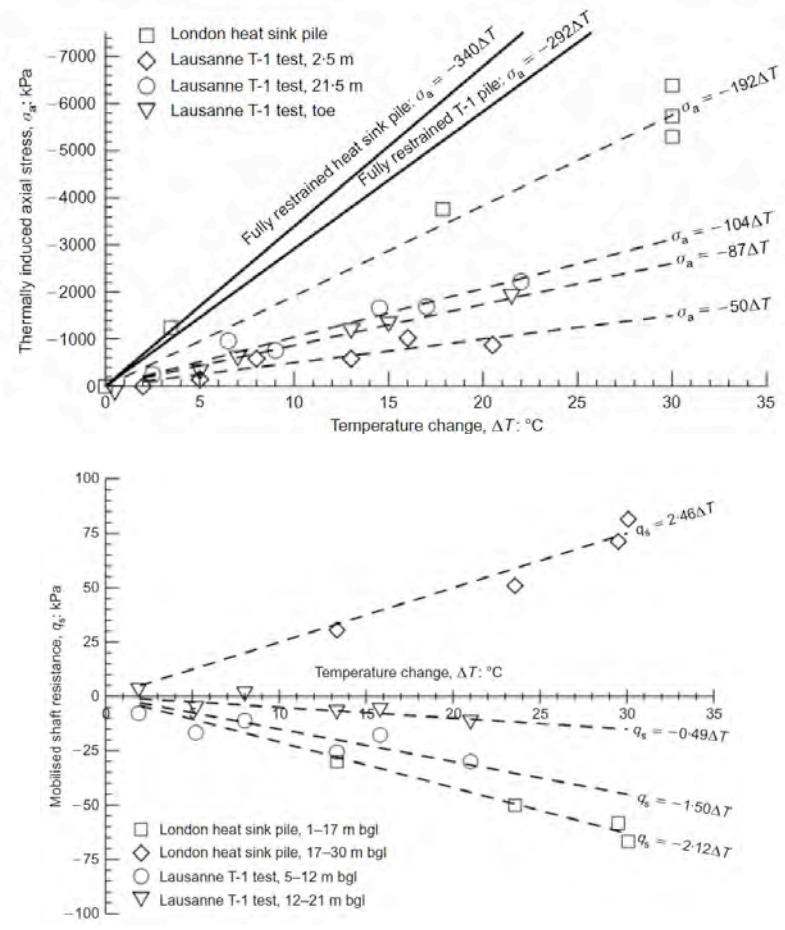 London heat sink pile
Lausanne T-1 test, 2·5 m
Lausanne T-1 test, 21·5 m
Lausanne T-1 test, toe
Fully restrained heat sink pile: σa = −340ΔT
Fully restrained T-1 pile: σa = −292ΔT
σa = −192ΔT
σa = −104ΔT
σa = −87ΔT
σa = −50ΔT
Thermally induced axial stress, σa: kPa
−7000
−6000
−5000
−4000
−3000
−2000
−1000
0
0 5 10 15 20 25 30 35
Temperature change, ΔT: °C
100
75
50
25
0
−25
−50
−75
−100
Mobilised shaft resistance, qs: kPa
qs = 2·46ΔT
Temperature change, ΔT: °C
0 5 10 15 20 25 30 35
qs = −0·49ΔT
qs = −1·50ΔT
qs = −2·12ΔT
London heat sink pile, 1–17 m bgl
London heat sink pile, 17–30 m bgl
Lausanne T-1 test, 5–12 m bgl
Lausanne T-1 test, 12–21 m bgl